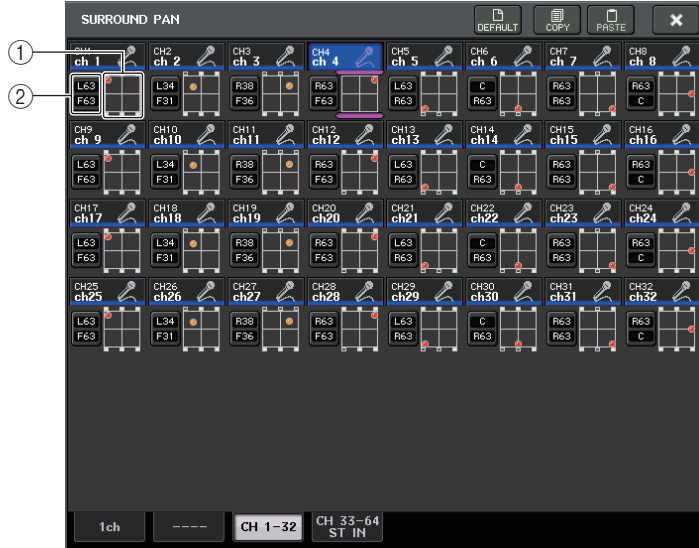 SURROUND PAN
DEFAULT
COPY
PASTE
①
②
CH1 CH2 CH3 CH4 CH5 CH6 CH7 CH8
ch 1 ch 2 ch 3 ch 4 ch 5 ch 6 ch 7 ch 8
L63 L34 R38 R63 L63 C R63 R63
F63 F31 F36 F63 R63 R63 R63 C
CH9 CH10 CH11 CH12 CH13 CH14 CH15 CH16
ch 9 ch10 ch11 ch12 ch13 ch14 ch15 ch16
L63 L34 R38 R63 L63 C R63 R63
F63 F31 F36 F63 R63 R63 R63 C
CH17 CH18 CH19 CH20 CH21 CH22 CH23 CH24
ch17 ch18 ch19 ch20 ch21 ch22 ch23 ch24
L63 L34 R38 R63 L63 C R63 R63
F63 F31 F36 F63 R63 R63 R63 C
CH25 CH26 CH27 CH28 CH29 CH30 CH31 CH32
ch25 ch26 ch27 ch28 ch29 ch30 ch31 ch32
L63 L34 R38 R63 L63 C R63 R63
F63 F31 F36 F63 R63 R63 R63 C
1ch
----
CH 1-32
CH 33-64
ST IN